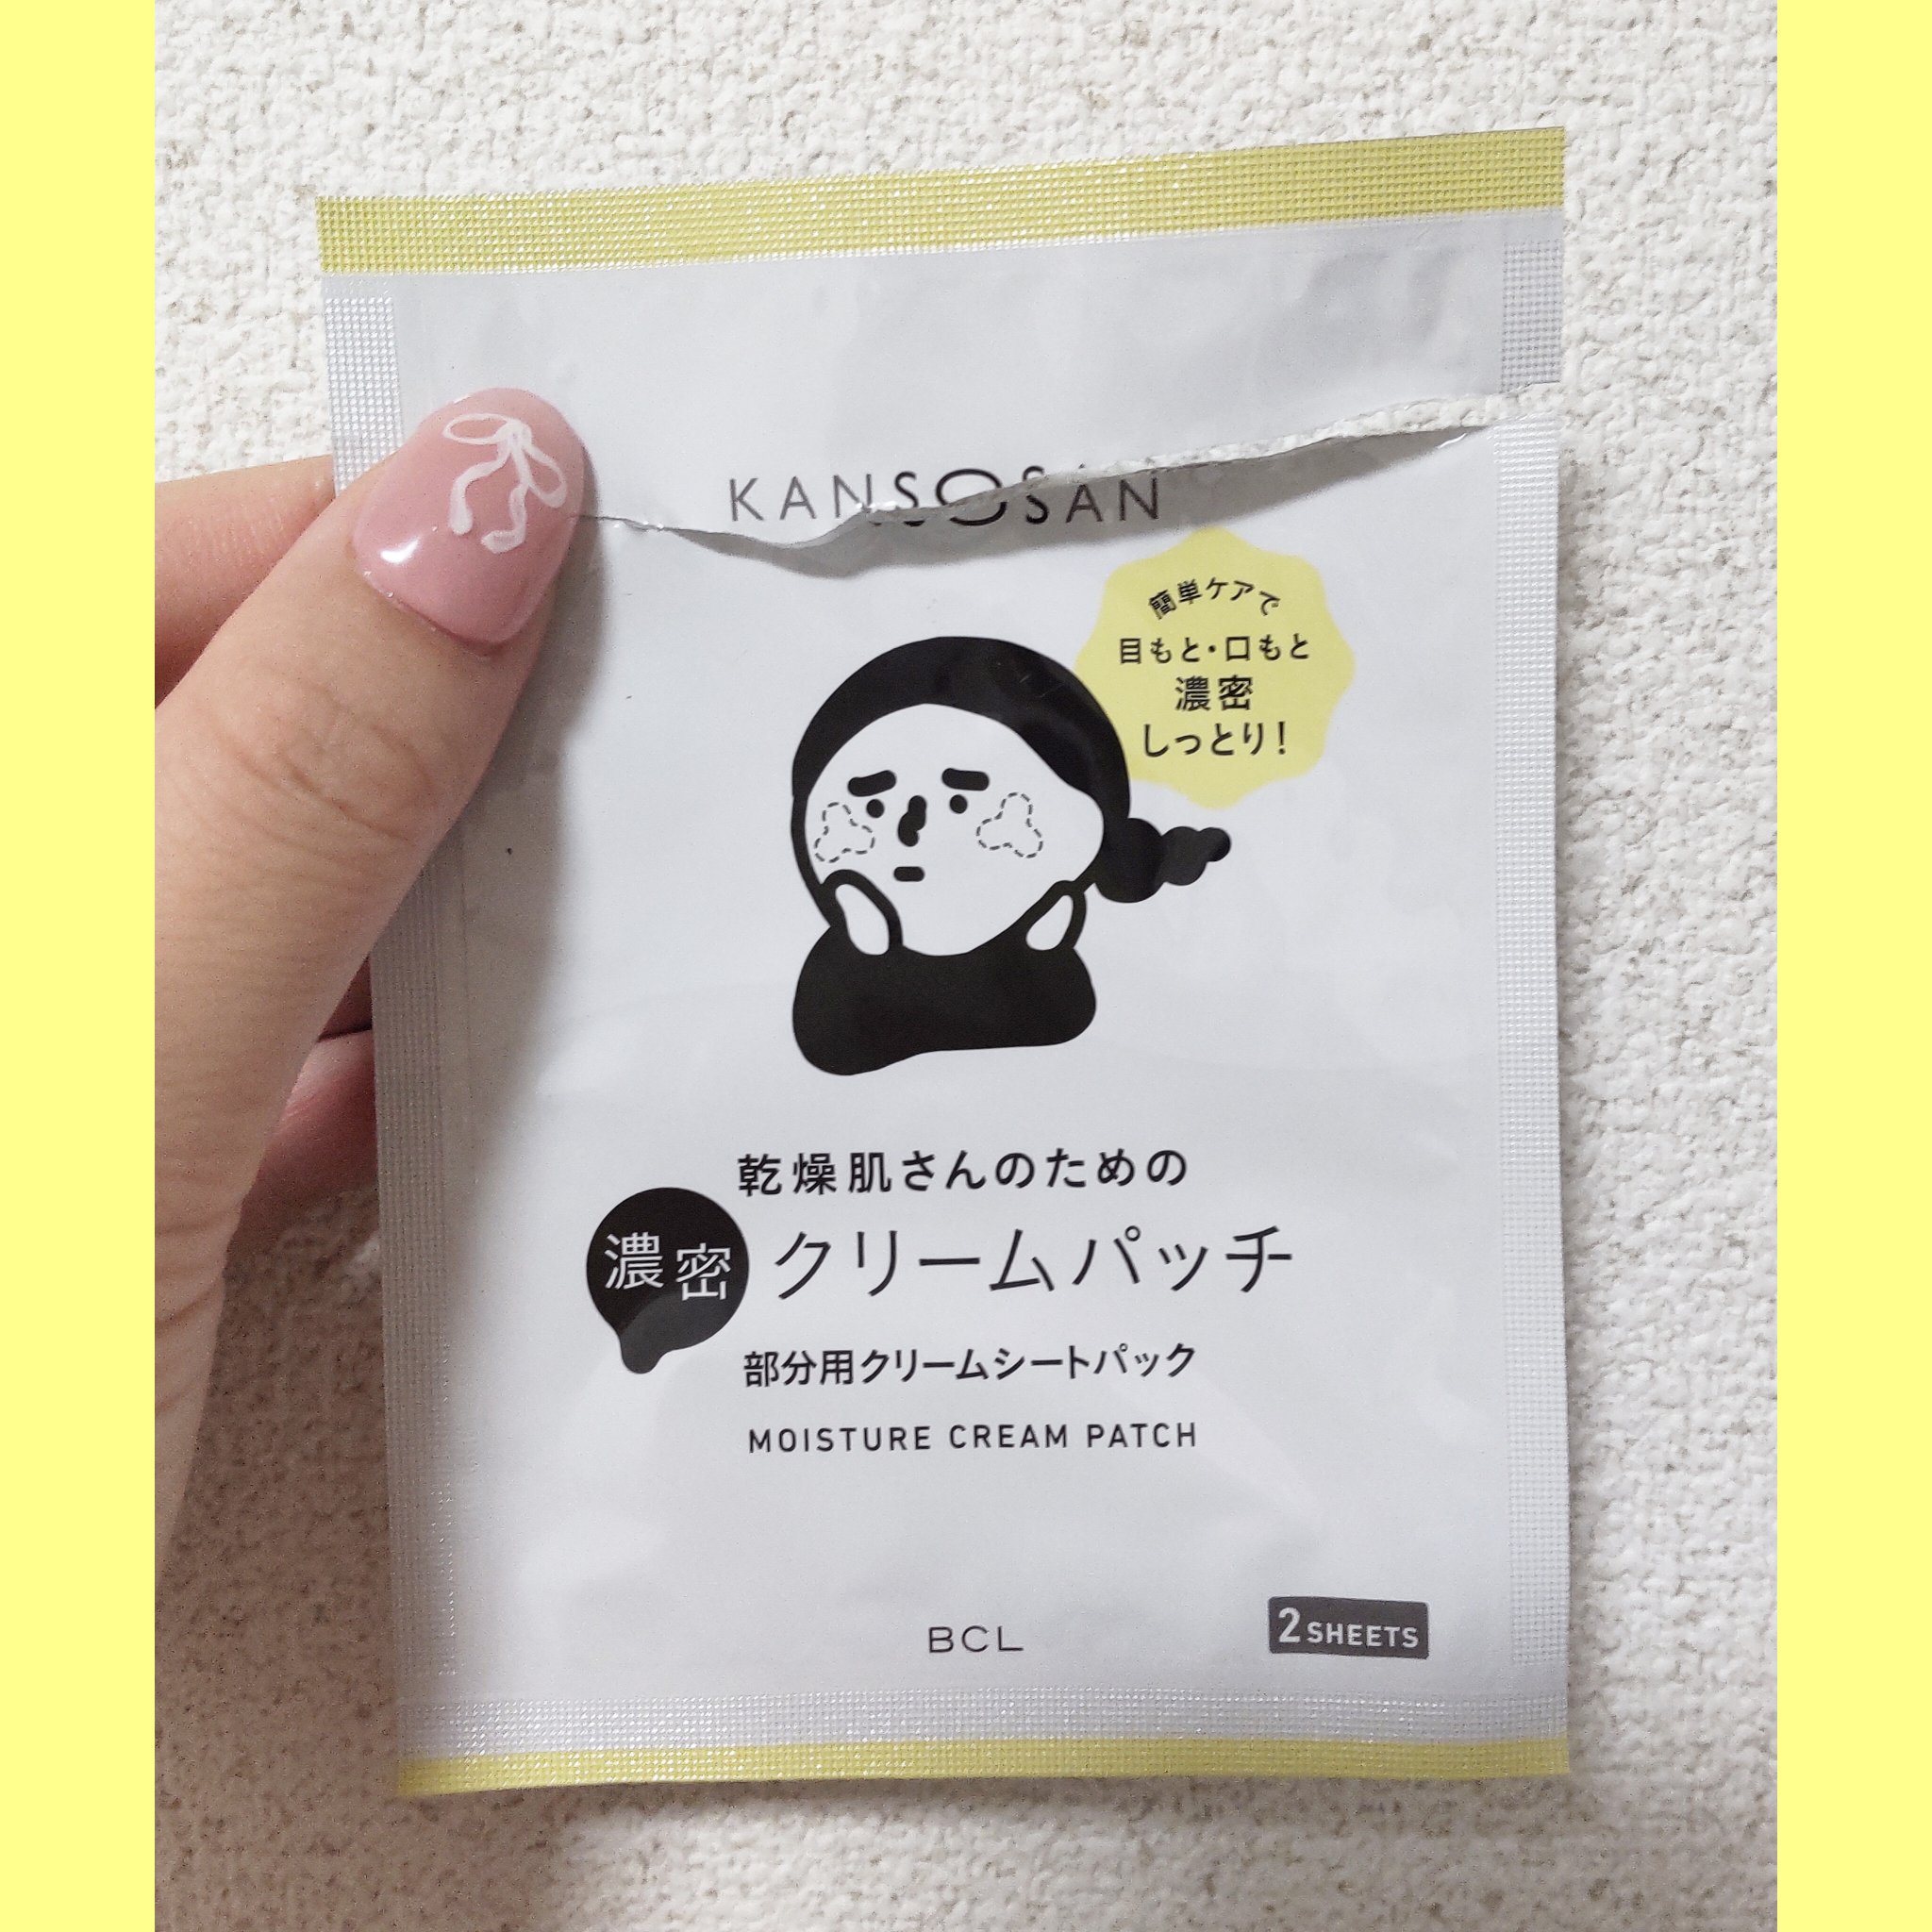 KANSOSAN
簡単ケアで
目もと・口もと
濃密
しっとり!
乾燥肌さんのための
濃密 クリームパッチ
部分用クリームシートパック
MOISTURE CREAM PATCH
BCL
2 SHEETS